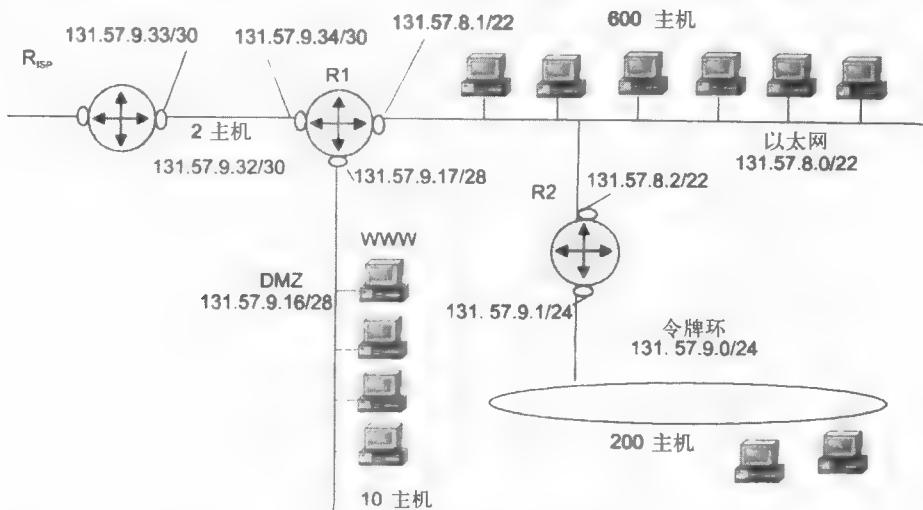 600 主机
131.57.8.1/22
131.57.9.33/30
131.57.9.34/30
RISP
R1
2 主机
以太网
131.57.8.0/22
131.57.9.32/30
131.57.9.17/28
131.57.8.2/22
R2
WWW
DMZ
131.57.9.16/28
131. 57.9.1/24
令牌环
131. 57.9.0/24
200 主机
10 主机